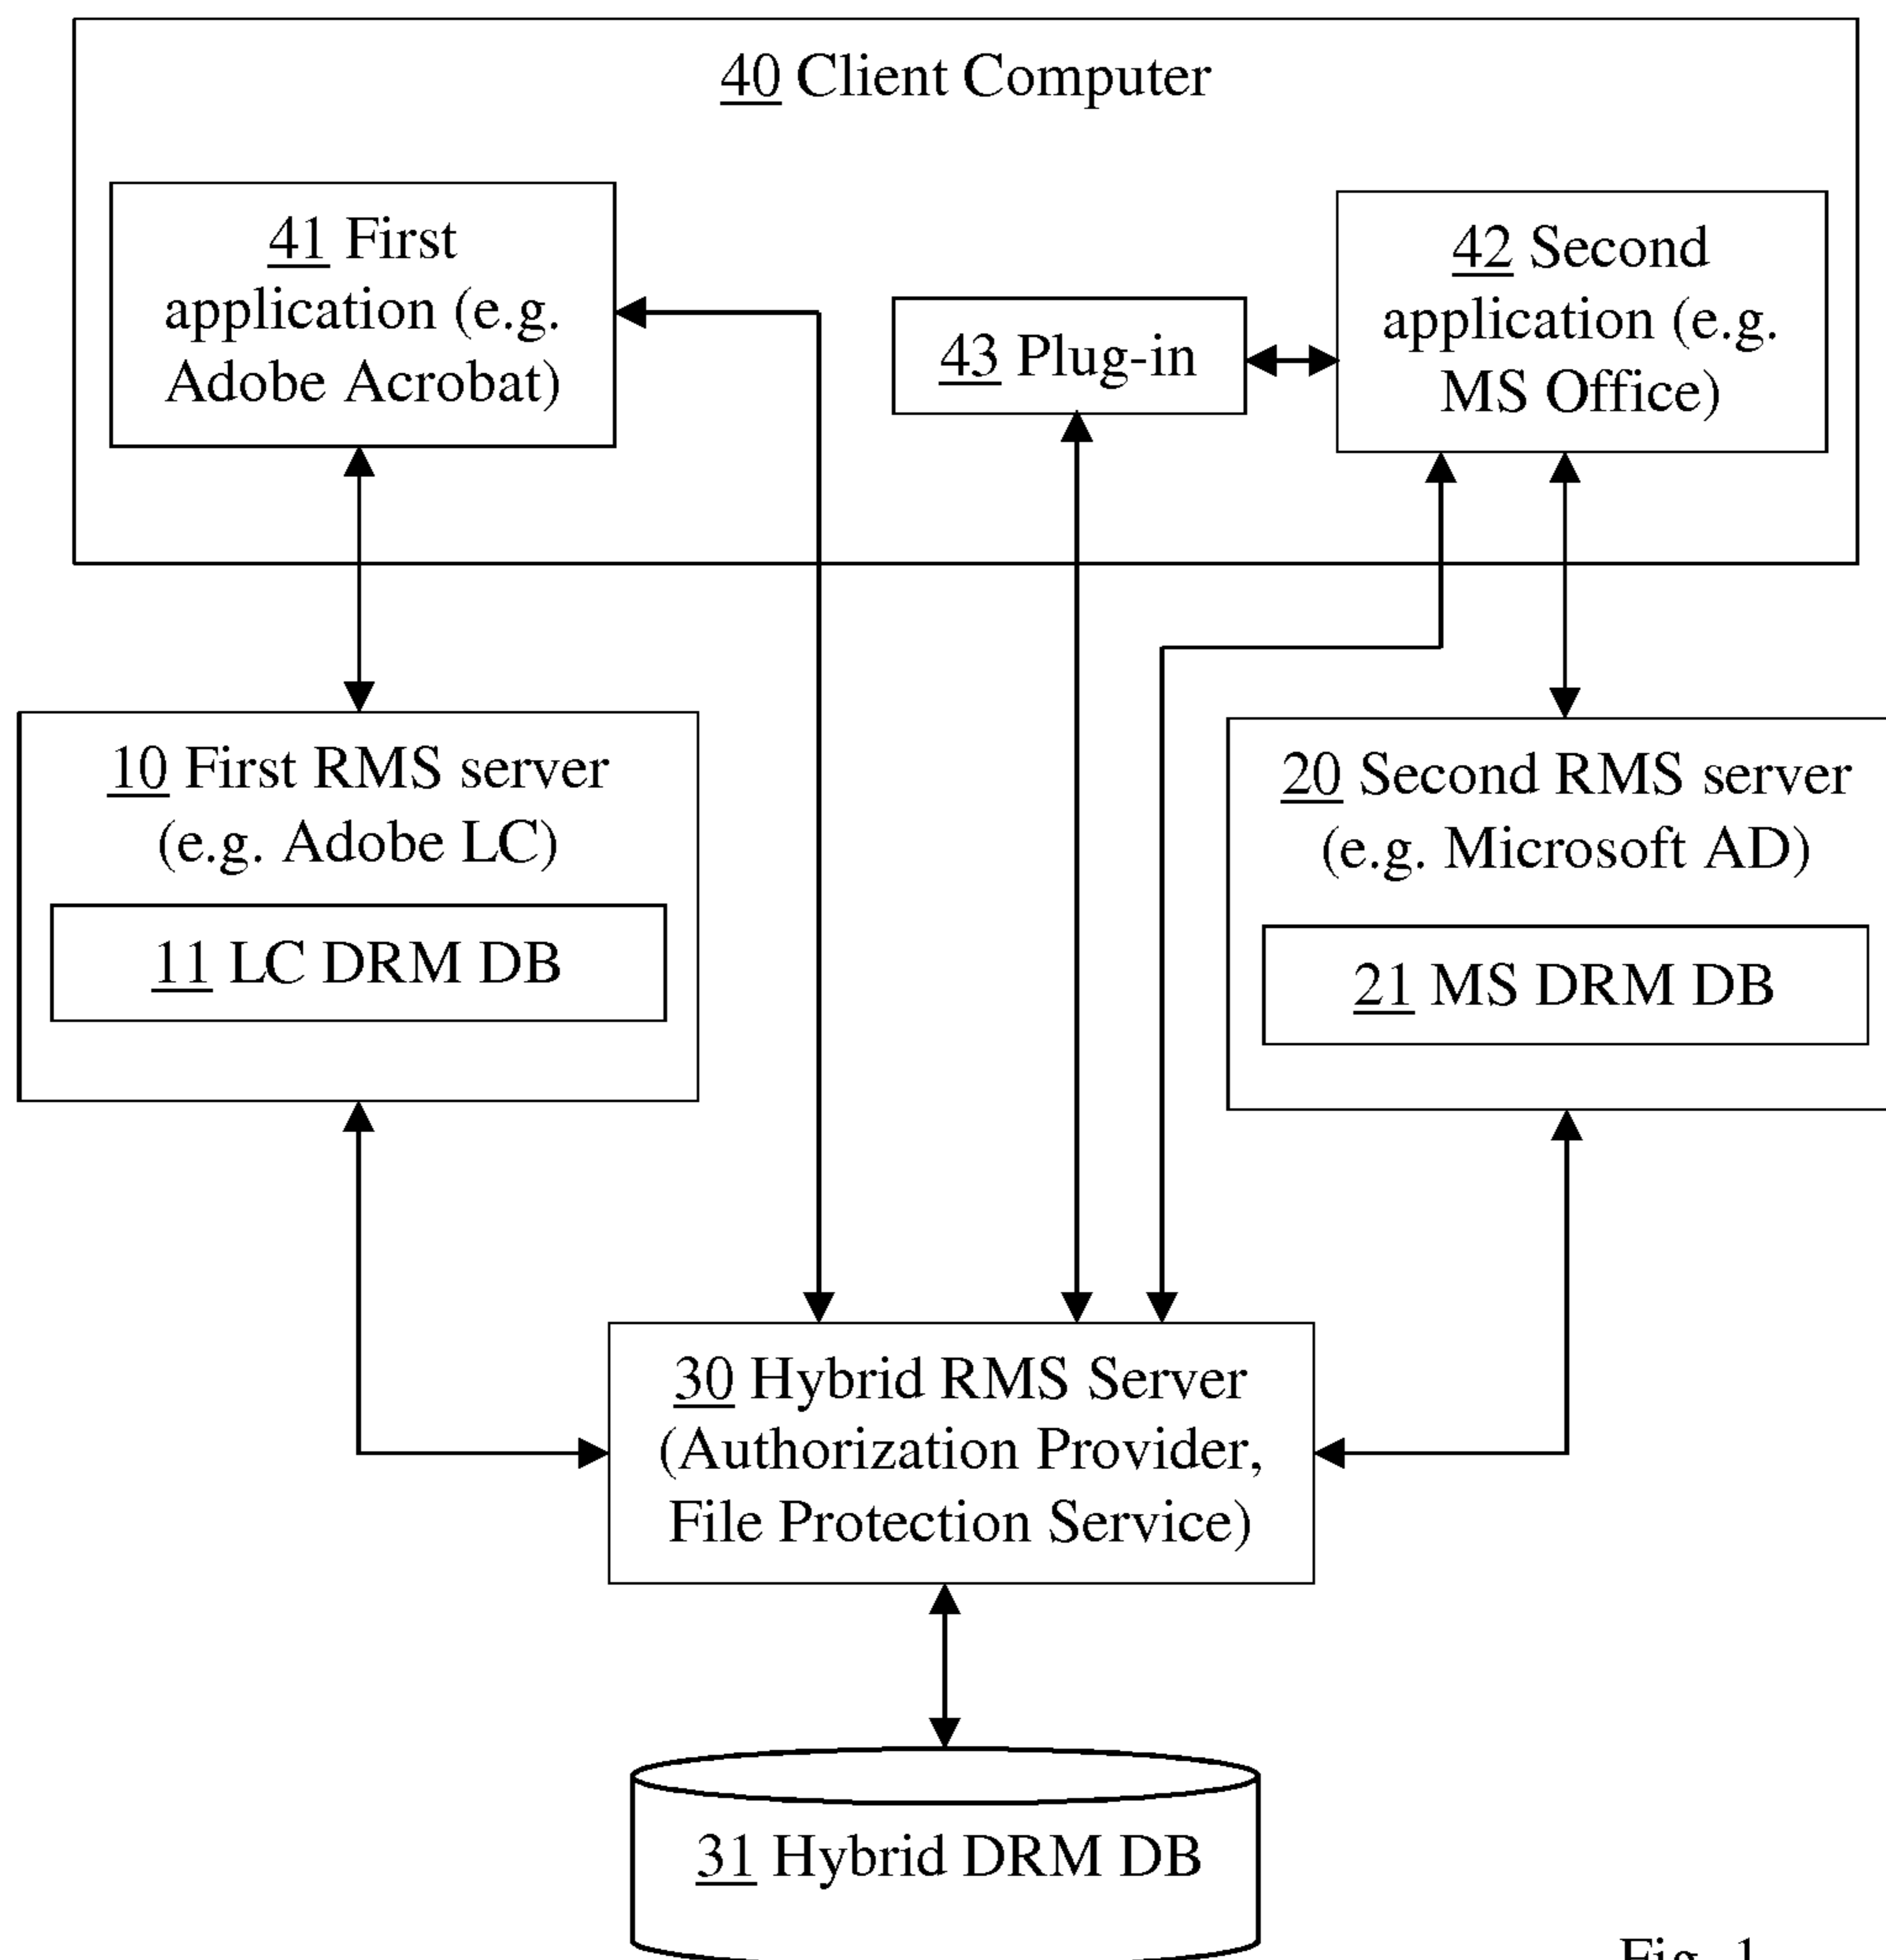 40 Client Computer
41 First
application (e.g.
Adobe Acrobat)
43 Plug-in
42 Second
application (e.g.
MS Office)
10 First RMS server
(e.g. Adobe LC)
11 LC DRM DB
20 Second RMS server
(e.g. Microsoft AD)
21 MS DRM DB
30 Hybrid RMS Server
(Authorization Provider,
File Protection Service)
31 Hybrid DRM DB
Fig. 1